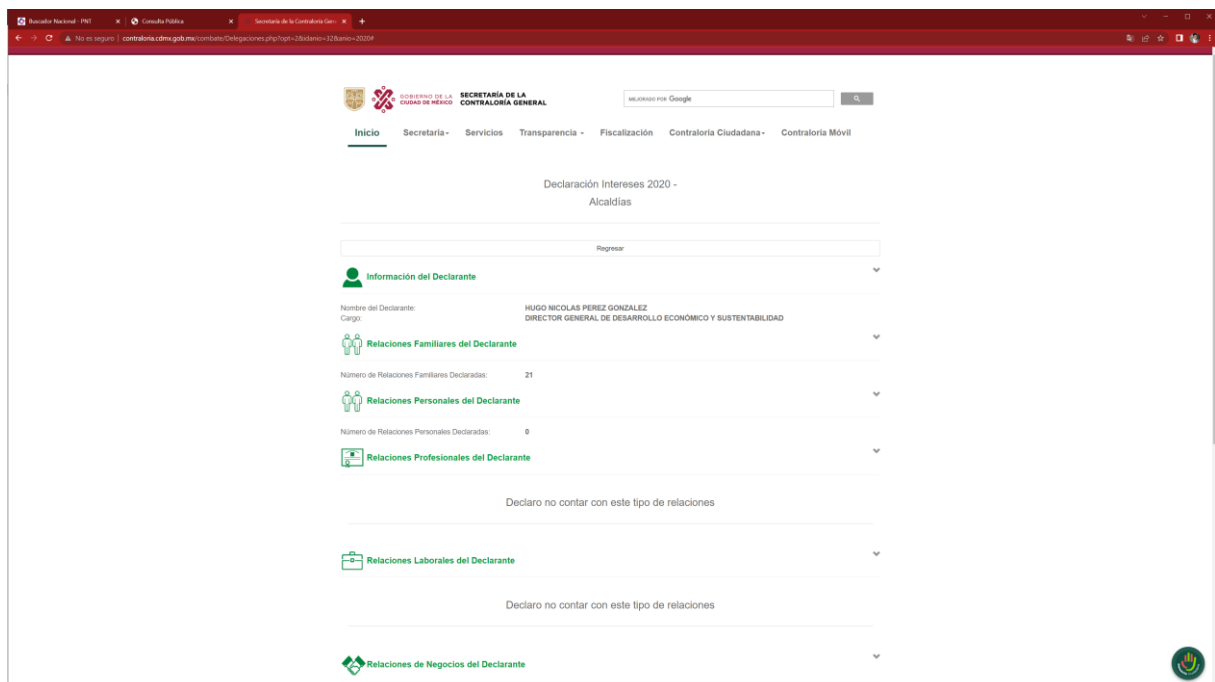 Buscador Nacional - PNT
Consulta Pública
Secretaría de la Contraloría Gene
No es seguro | contraloria.cdmx.gob.mx/combate/Delegaciones.php?opt=2&idanio=32&anio=2020#
GOBIERNO DE LA CIUDAD DE MÉXICO
SECRETARÍA DE LA CONTRALORÍA GENERAL
MEJORADO POR Google
Inicio Secretaría Servicios Transparencia Fiscalización Contraloría Ciudadana Contraloría Móvil
Declaración Intereses 2020 -
Alcaldías
Regresar
Información del Declarante
Nombre del Declarante: HUGO NICOLAS PEREZ GONZALEZ
Cargo: DIRECTOR GENERAL DE DESARROLLO ECONÓMICO Y SUSTENTABILIDAD
Relaciones Familiares del Declarante
Número de Relaciones Familiares Declaradas: 21
Relaciones Personales del Declarante
Número de Relaciones Personales Declaradas: 0
Relaciones Profesionales del Declarante
Declaro no contar con este tipo de relaciones
Relaciones Laborales del Declarante
Declaro no contar con este tipo de relaciones
Relaciones de Negocios del Declarante